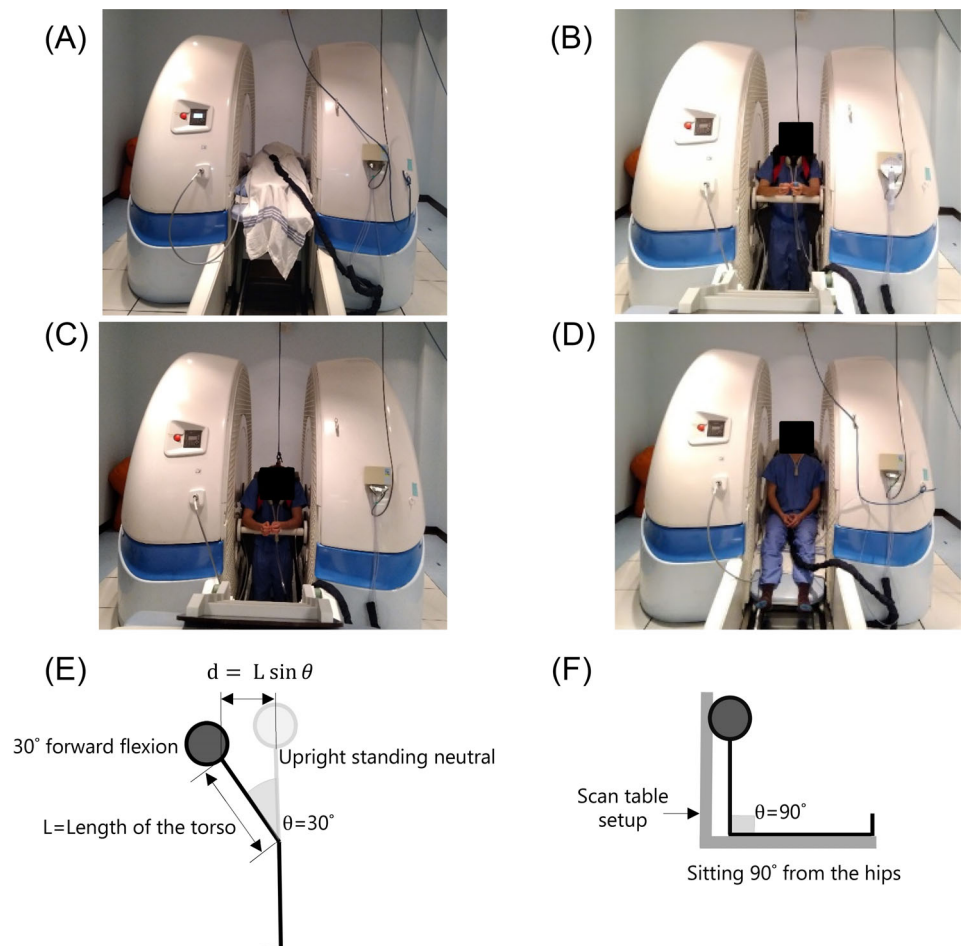 (A)
(B)
(C)
(D)
(E)
d = L sin θ
30° forward flexion
Upright standing neutral
L=Length of the torso
θ=30°
(F)
Scan table
setup
θ=90°
Sitting 90° from the hips